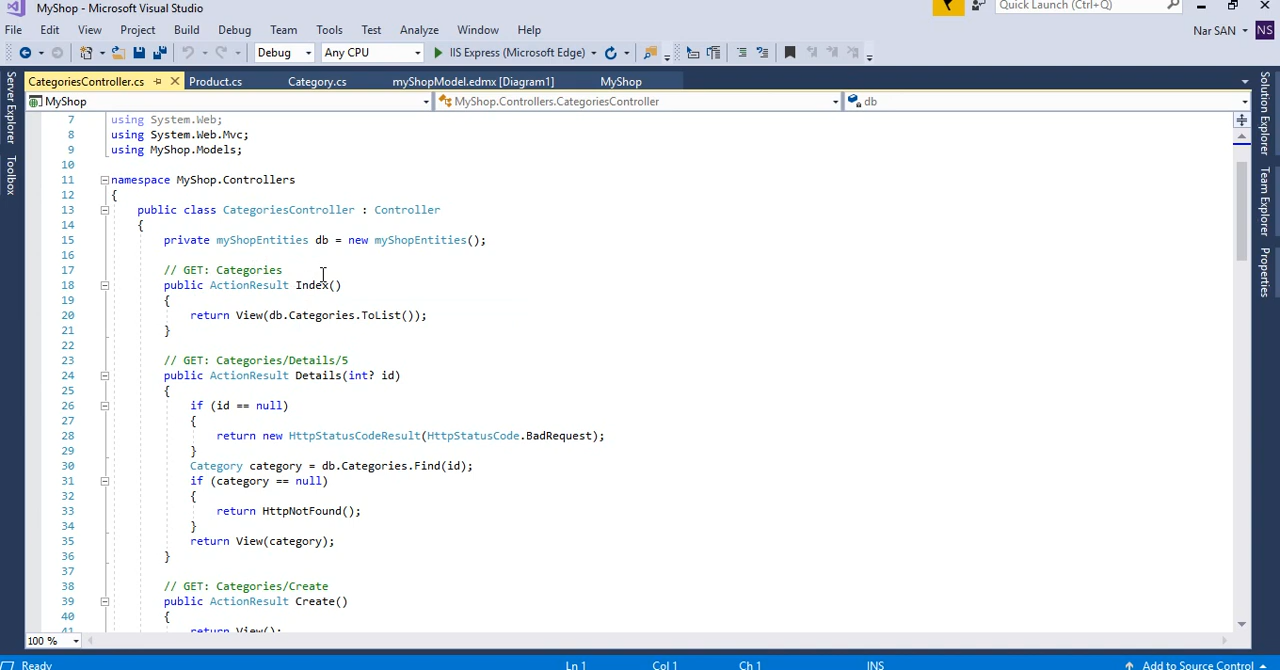 MyShop - Microsoft Visual Studio
Quick Launch (Ctrl+Q)
File Edit View Project Build Debug Team Tools Test Analyze Window Help
Nar SAN NS
Debug Any CPU IIS Express (Microsoft Edge)
CategoriesController.cs Product.cs Category.cs myShopModel.edmx [Diagram1] MyShop
MyShop MyShop.Controllers.CategoriesController db
Server Explorer
Toolbox
Solution Explorer
Team Explorer
Properties
7 using System.Web;
8 using System.Web.Mvc;
9 using MyShop.Models;
10
11 namespace MyShop.Controllers
12 {
13 public class CategoriesController : Controller
14 {
15 private myShopEntities db = new myShopEntities();
16
17 // GET: Categories
18 public ActionResult Index()
19 {
20 return View(db.Categories.ToList());
21 }
22
23 // GET: Categories/Details/5
24 public ActionResult Details(int? id)
25 {
26 if (id == null)
27 {
28 return new HttpStatusCodeResult(HttpStatusCode.BadRequest);
29 }
30 Category category = db.Categories.Find(id);
31 if (category == null)
32 {
33 return HttpNotFound();
34 }
35 return View(category);
36 }
37
38 // GET: Categories/Create
39 public ActionResult Create()
40 {
41 return View();
100 %
Ready Ln 1 Col 1 Ch 1 INS Add to Source Control